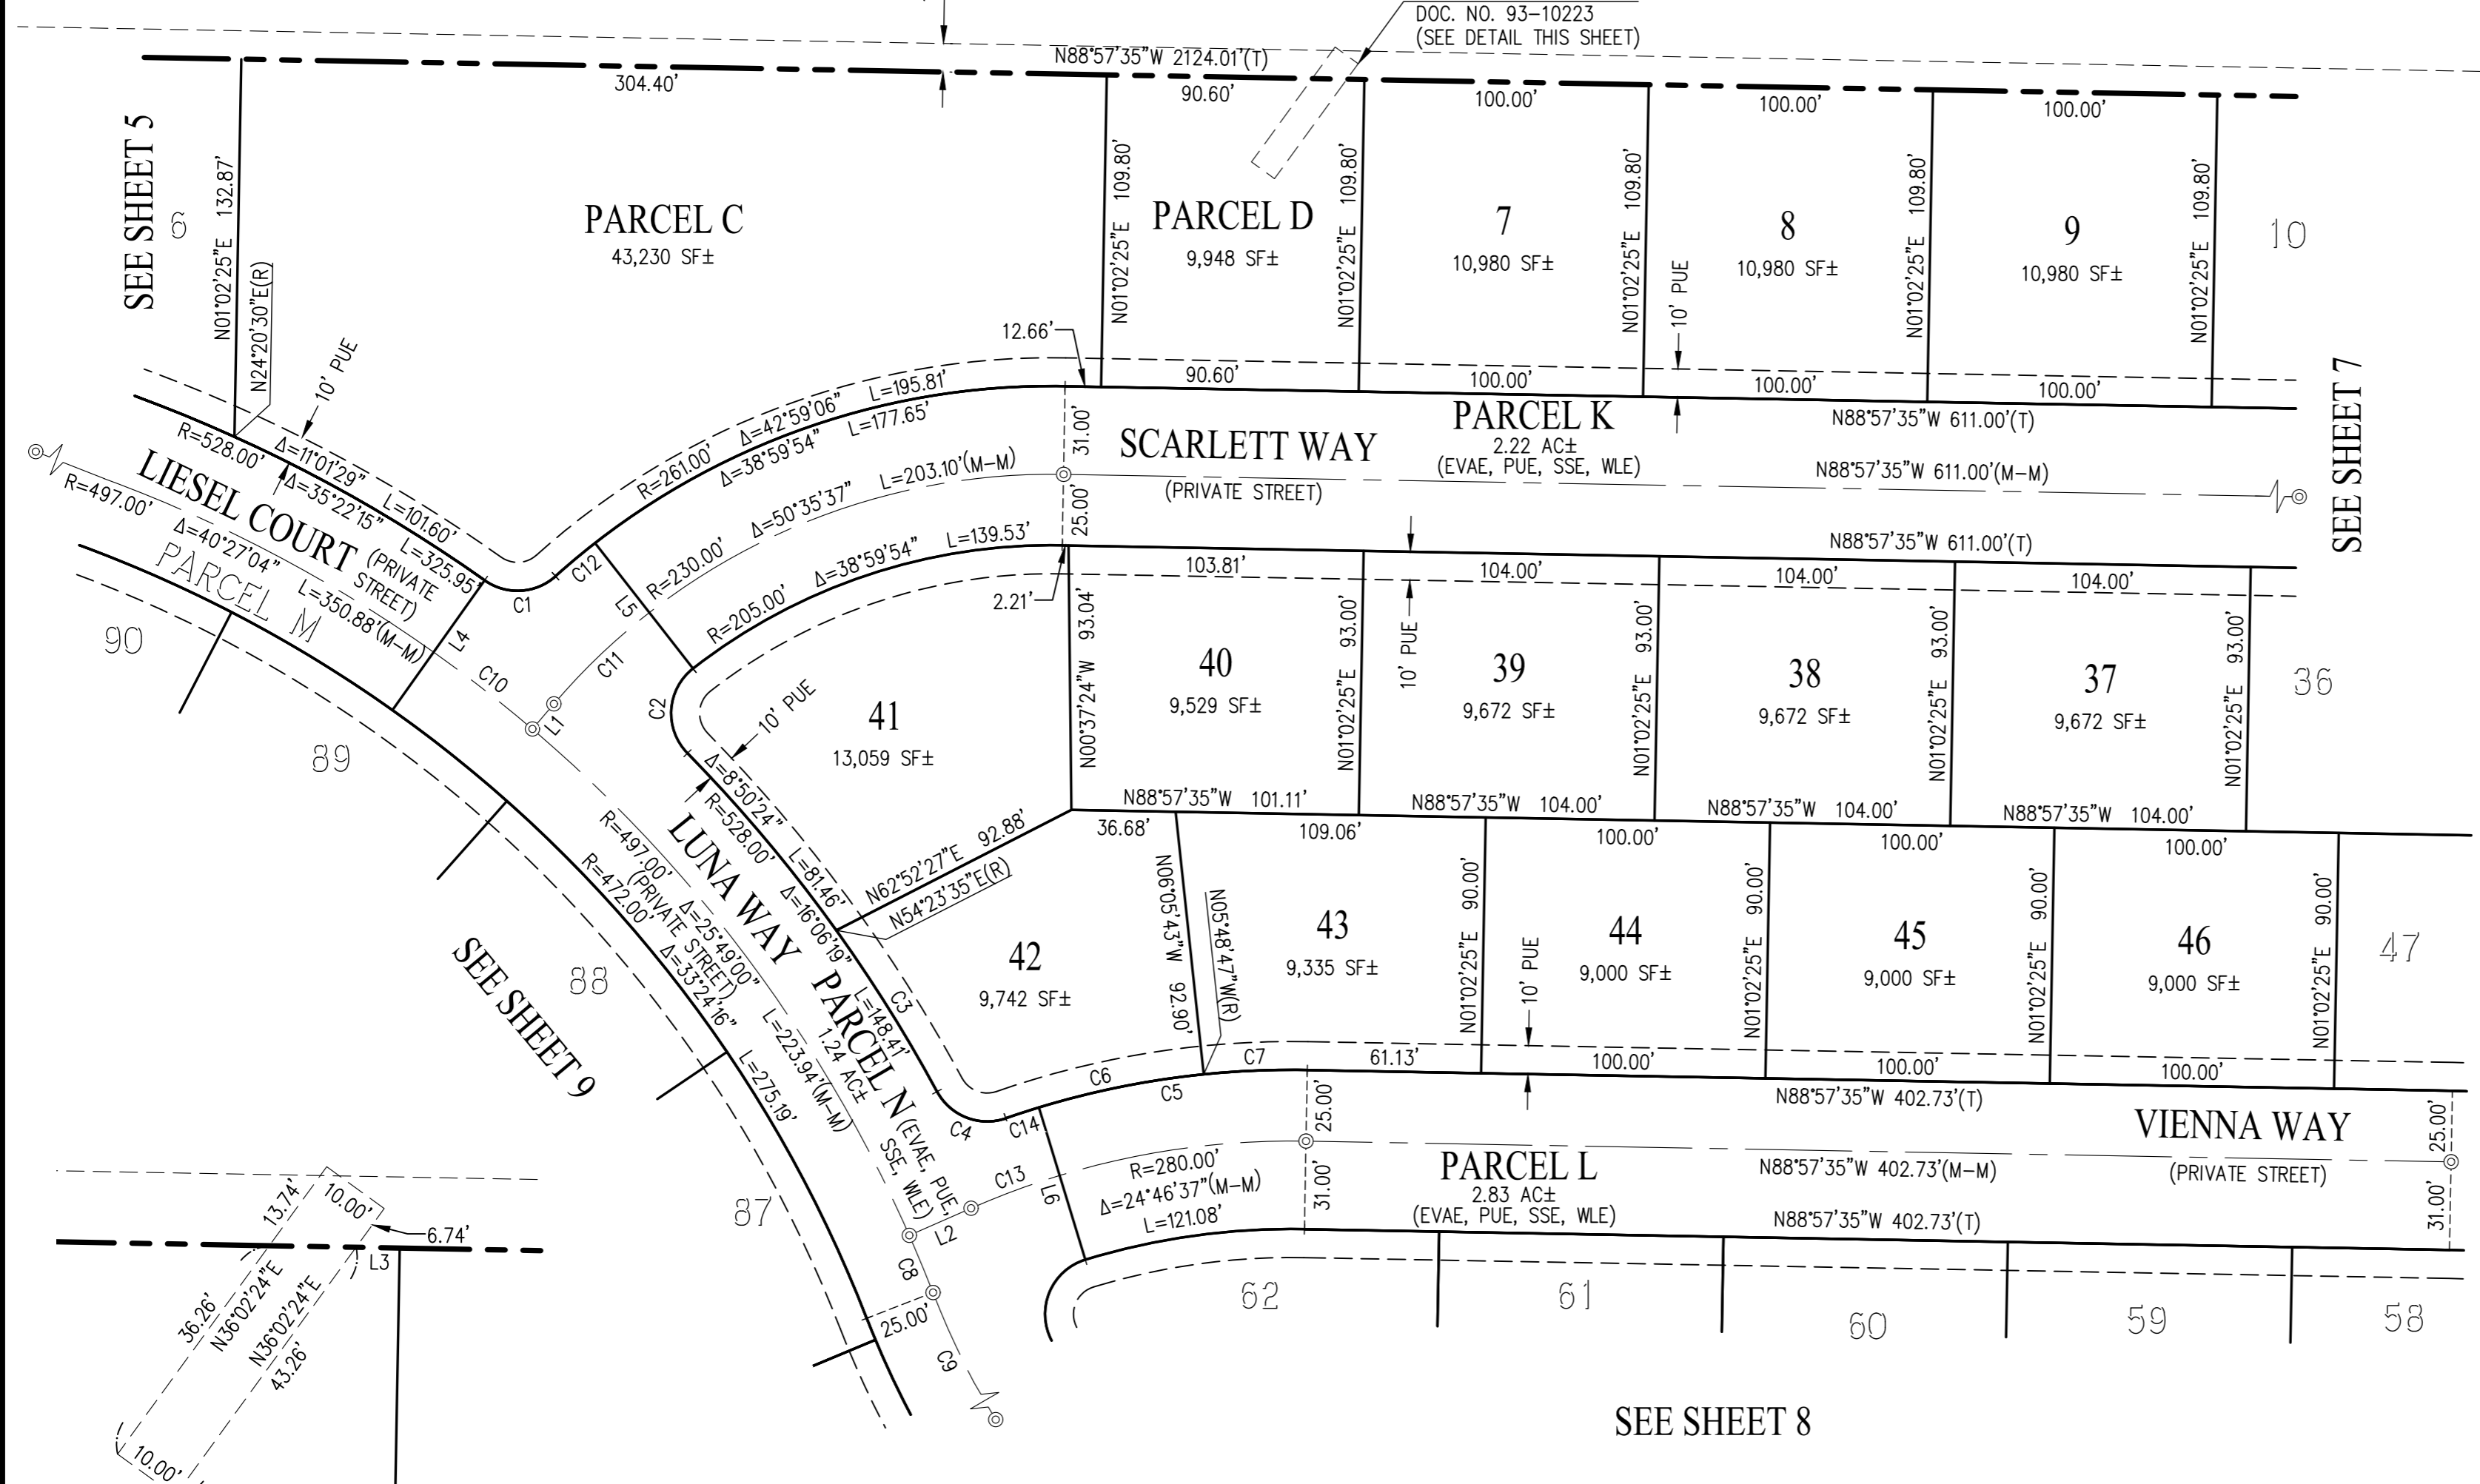 DOC. NO. 93-10223
(SEE DETAIL THIS SHEET)
N88°57'35"W 2124.01'(T)
304.40'
90.60'
100.00'
100.00'
100.00'
SEE SHEET 5
6
N01°02'25"E 132.87'
N24°20'30"E(R)
10' PUE
PARCEL C
43,230 SF±
N01°02'25"E 109.80'
PARCEL D
9,948 SF±
N01°02'25"E 109.80'
7
10,980 SF±
N01°02'25"E 109.80'
10' PUE
8
10,980 SF±
N01°02'25"E 109.80'
9
10,980 SF±
N01°02'25"E 109.80'
10
12.66'
90.60'
100.00'
100.00'
100.00'
SEE SHEET 7
R=528.00'
Δ=11°01'29"
L=101.60'
Δ=35°22'15"
L=325.95'
LIESEL COURT
(PRIVATE STREET)
R=497.00'
Δ=40°27'04"
L=350.88'(M-M)
PARCEL M
R=261.00'
Δ=42°59'06"
L=195.81'
Δ=38°59'54"
L=177.65'
31.00'
SCARLETT WAY
(PRIVATE STREET)
PARCEL K
2.22 AC±
(EVAE, PUE, SSE, WLE)
N88°57'35"W 611.00'(T)
N88°57'35"W 611.00'(M-M)
25.00'
N88°57'35"W 611.00'(T)
R=230.00'
Δ=50°35'37"
L=203.10'(M-M)
R=205.00'
Δ=38°59'54"
L=139.53'
2.21'
C1
C12
L5
L4
C10
C11
L1
C2
90
89
88
87
103.81'
104.00'
104.00'
104.00'
10' PUE
41
13,059 SF±
N00°37'24"W 93.04'
40
9,529 SF±
N01°02'25"E 93.00'
10' PUE
39
9,672 SF±
N01°02'25"E 93.00'
38
9,672 SF±
N01°02'25"E 93.00'
37
9,672 SF±
N01°02'25"E 93.00'
36
N88°57'35"W 101.11'
N88°57'35"W 104.00'
N88°57'35"W 104.00'
N88°57'35"W 104.00'
36.68'
109.06'
100.00'
100.00'
100.00'
Δ=8°50'24"
L=81.46'
R=528.00'
Δ=16°06'19"
L=148.41'
N62°52'27"E 92.88'
N54°23'35"E(R)
LUNA WAY
PARCEL N
1.24 AC±
(EVAE, PUE,
SSE, WLE)
R=497.00'
Δ=25°49'00"
L=223.94'(M-M)
(PRIVATE STREET)
R=472.00'
Δ=33°24'16"
L=275.19'
SEE SHEET 9
42
9,742 SF±
N06°05'43"W 92.90'
N05°48'47"W(R)
43
9,335 SF±
N01°02'25"E 90.00'
10' PUE
44
9,000 SF±
N01°02'25"E 90.00'
45
9,000 SF±
N01°02'25"E 90.00'
46
9,000 SF±
N01°02'25"E 90.00'
47
C3
C4
C14
C6
C5
C7
61.13'
100.00'
100.00'
100.00'
25.00'
N88°57'35"W 402.73'(T)
VIENNA WAY
(PRIVATE STREET)
25.00'
31.00'
PARCEL L
2.83 AC±
(EVAE, PUE, SSE, WLE)
N88°57'35"W 402.73'(M-M)
N88°57'35"W 402.73'(T)
31.00'
R=280.00'
Δ=24°46'37"(M-M)
L=121.08'
C13
L6
L2
C8
25.00'
C9
62
61
60
59
58
SEE SHEET 8
13.74'
10.00'
6.74'
L3
36.26'
N36°02'24"E
N36°02'24"E
43.26'
10.00'